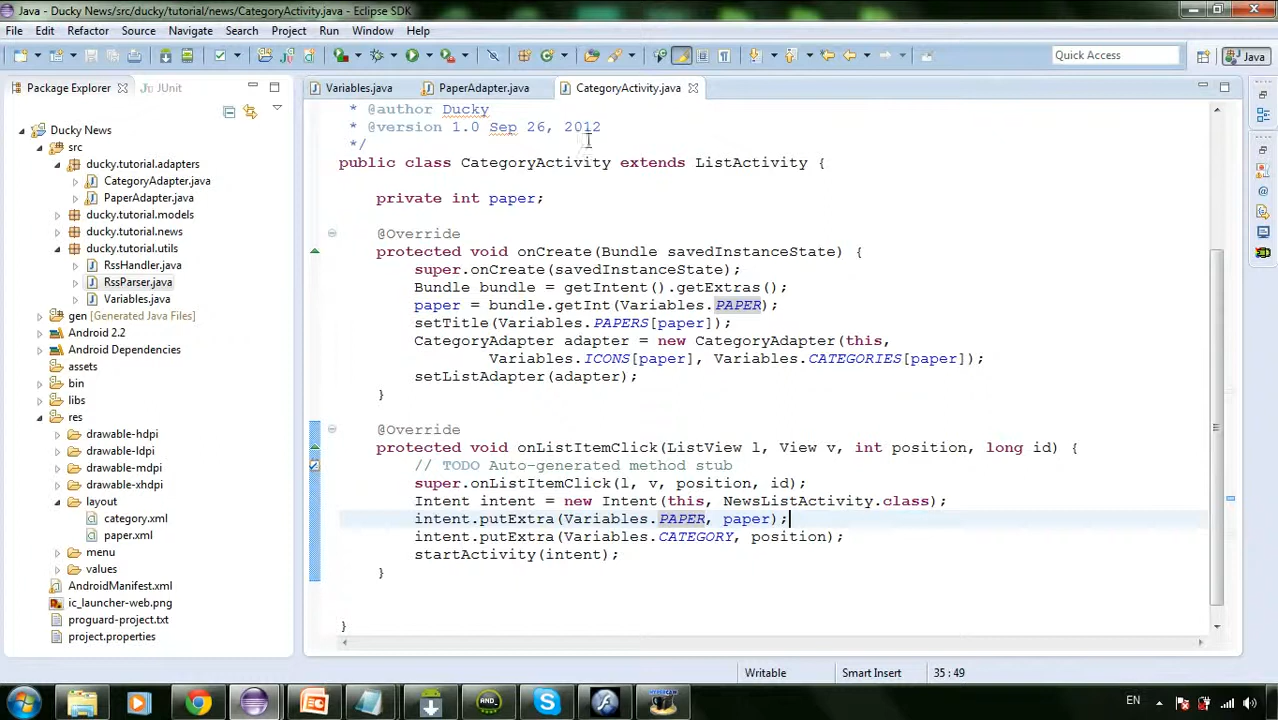 Java - Ducky News/src/ducky/tutorial/news/CategoryActivity.java - Eclipse SDK
File Edit Refactor Source Navigate Search Project Run Window Help
Quick Access
Java
Package Explorer
JUnit
Variables.java
PaperAdapter.java
CategoryActivity.java
Ducky News
src
ducky.tutorial.adapters
CategoryAdapter.java
PaperAdapter.java
ducky.tutorial.models
ducky.tutorial.news
ducky.tutorial.utils
RssHandler.java
RssParser.java
Variables.java
gen [Generated Java Files]
Android 2.2
Android Dependencies
assets
bin
libs
res
drawable-hdpi
drawable-ldpi
drawable-mdpi
drawable-xhdpi
layout
category.xml
paper.xml
menu
values
AndroidManifest.xml
ic_launcher-web.png
proguard-project.txt
project.properties
* @author Ducky
* @version 1.0 Sep 26, 2012
*/
public class CategoryActivity extends ListActivity {
private int paper;
@Override
protected void onCreate(Bundle savedInstanceState) {
super.onCreate(savedInstanceState);
Bundle bundle = getIntent().getExtras();
paper = bundle.getInt(Variables.PAPER);
setTitle(Variables.PAPERS[paper]);
CategoryAdapter adapter = new CategoryAdapter(this,
Variables.ICONS[paper], Variables.CATEGORIES[paper]);
setListAdapter(adapter);
}
@Override
protected void onListItemClick(ListView l, View v, int position, long id) {
// TODO Auto-generated method stub
super.onListItemClick(l, v, position, id);
Intent intent = new Intent(this, NewsListActivity.class);
intent.putExtra(Variables.PAPER, paper);
intent.putExtra(Variables.CATEGORY, position);
startActivity(intent);
}
}
Writable
Smart Insert
35 : 49
EN